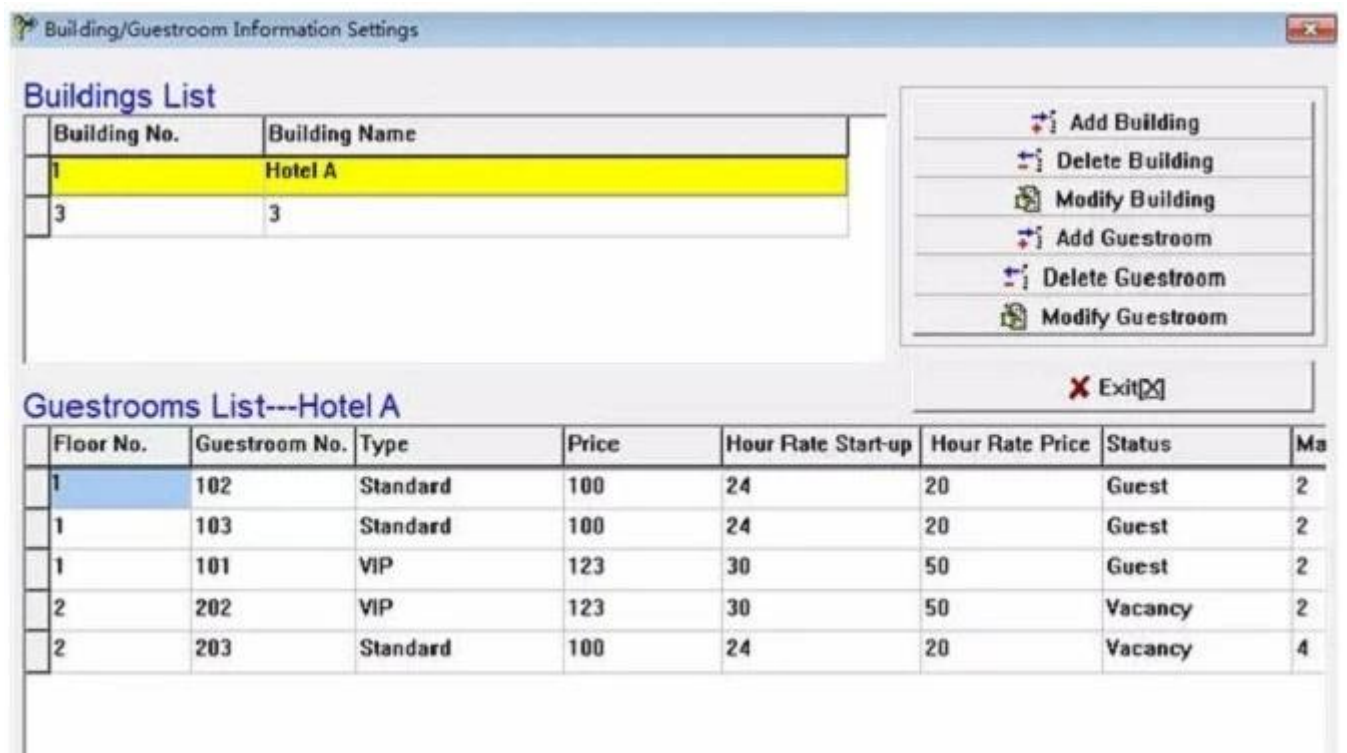 Building/Guestroom Information Settings
Buildings List
Building No. Building Name
1 Hotel A
3 3
Add Building
Delete Building
Modify Building
Add Guestroom
Delete Guestroom
Modify Guestroom
Exit[X]
Guestrooms List---Hotel A
Floor No. Guestroom No. Type Price Hour Rate Start-up Hour Rate Price Status Ma
1 102 Standard 100 24 20 Guest 2
1 103 Standard 100 24 20 Guest 2
1 101 VIP 123 30 50 Guest 2
2 202 VIP 123 30 50 Vacancy 2
2 203 Standard 100 24 20 Vacancy 4